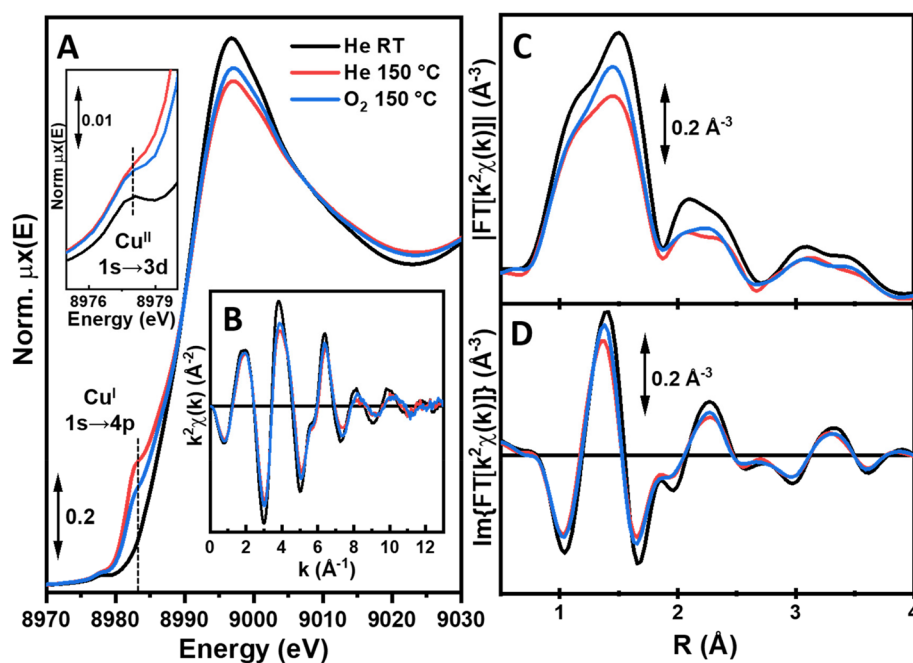 A
He RT
He 150 °C
O₂ 150 °C
0.01
Norm μx(E)
Cuᴵᴵ
1s→3d
8976 8979
Energy (eV)
B
k²χ(k) (Å⁻²)
0 2 4 6 8 10 12
k (Å⁻¹)
Cuᴵ
1s→4p
0.2
Norm. μx(E)
8970 8980 8990 9000 9010 9020 9030
Energy (eV)
C
|FT[k²χ(k)]| (Å⁻³)
0.2 Å⁻³
D
Im{FT[k²χ(k)]} (Å⁻³)
0.2 Å⁻³
1 2 3 4
R (Å)